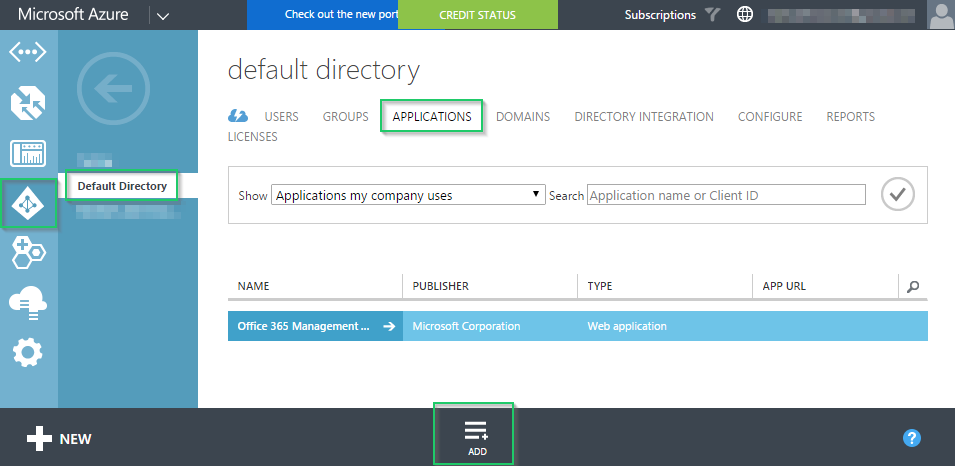 Microsoft Azure Check out the new port CREDIT STATUS Subscriptions
default directory
USERS GROUPS APPLICATIONS DOMAINS DIRECTORY INTEGRATION CONFIGURE REPORTS
LICENSES
Default Directory
Show Applications my company uses Search Application name or Client ID
NAME PUBLISHER TYPE APP URL
Office 365 Management ... Microsoft Corporation Web application
NEW ADD ?